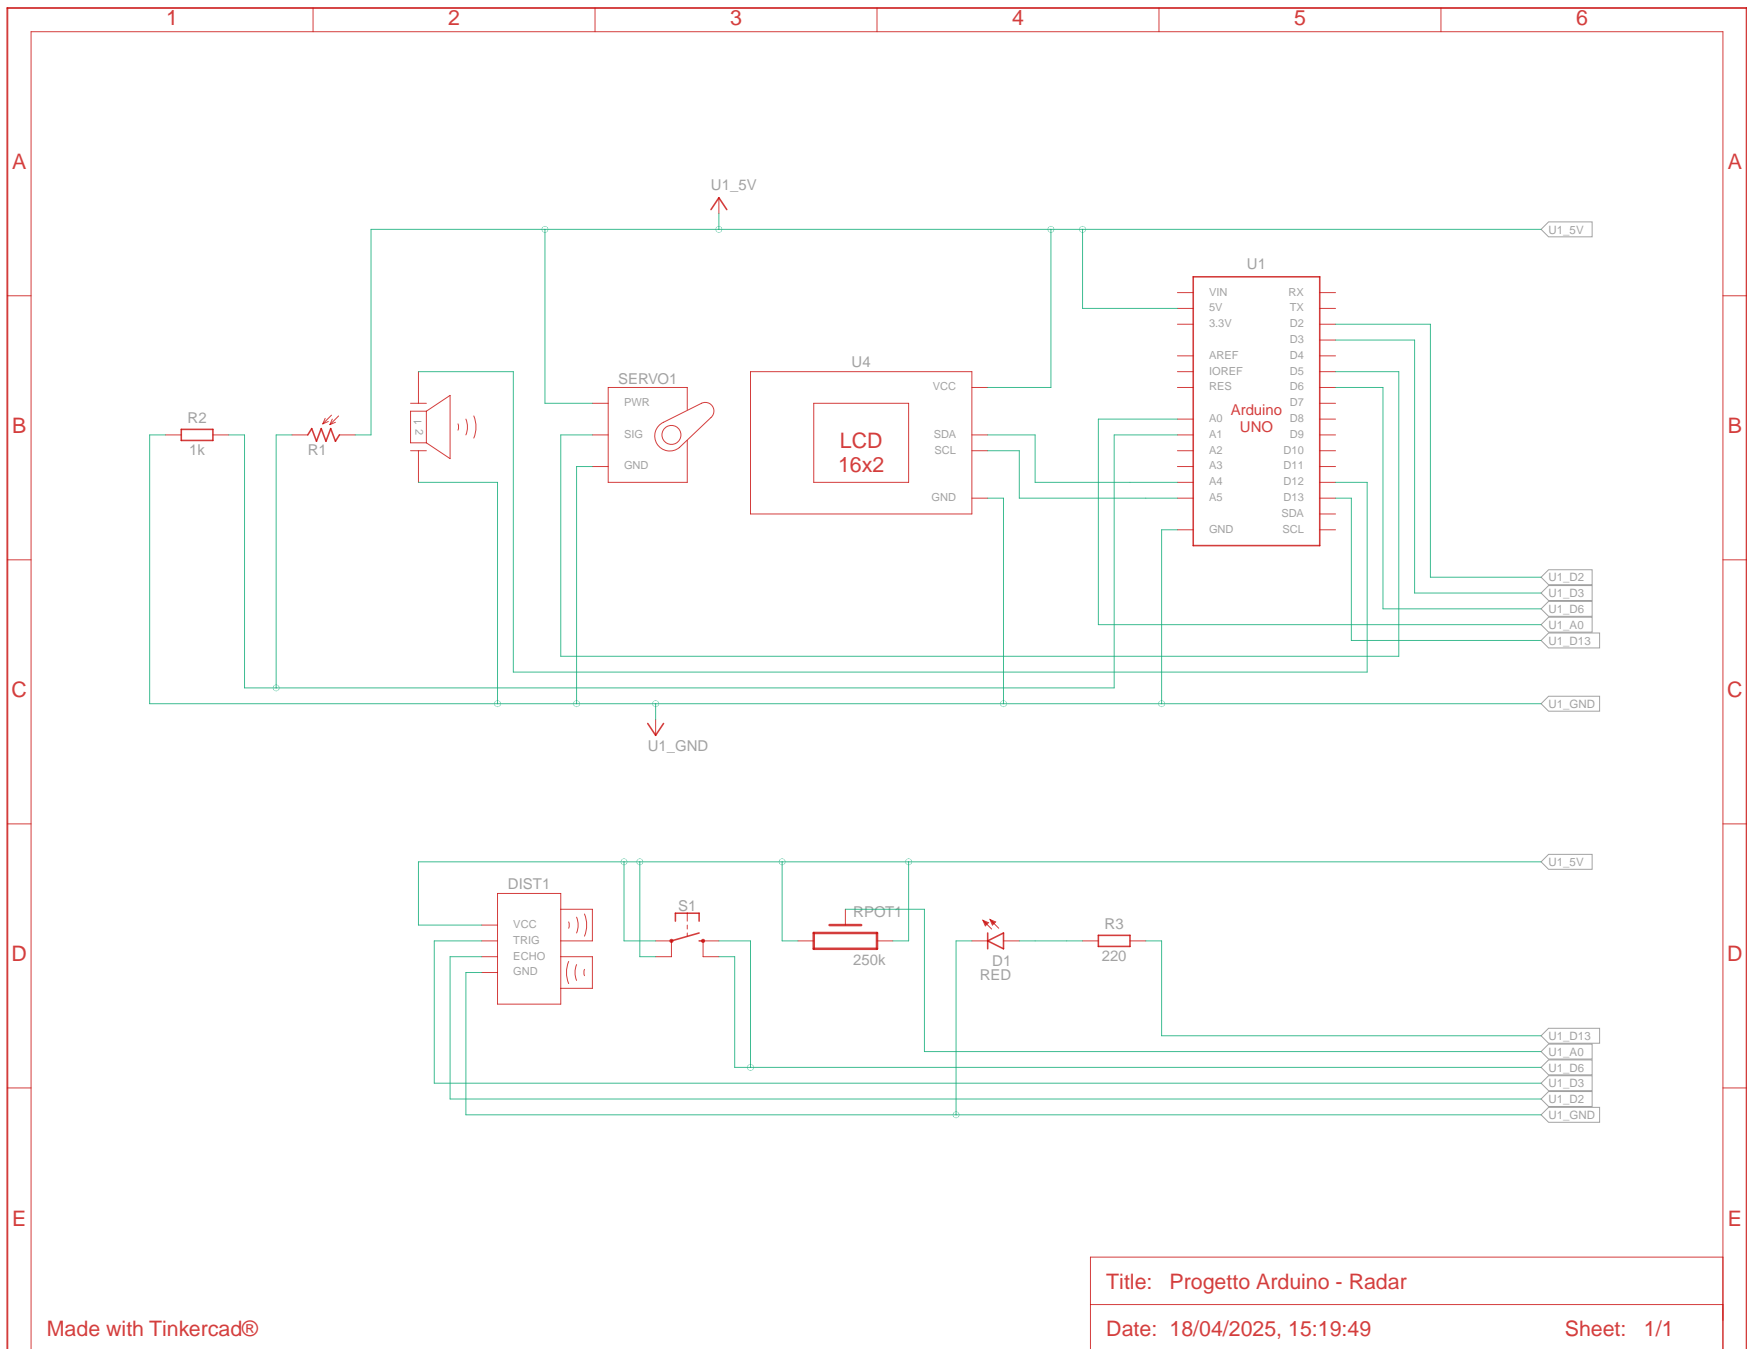 1 2 3 4 5 6
A A
U1_5V
U1_5V
U1
VIN RX
5V TX
3.3V D2
D3
AREF D4
IOREF D5
RES D6
D7
A0 D8
A1 D9
A2 D10
A3 D11
A4 D12
A5 D13
SDA
GND SCL
Arduino
UNO
U4
VCC
SDA
SCL
GND
LCD
16x2
SERVO1
PWR
SIG
GND
1 2
B B
R2
1k
R1
U1_D2
U1_D3
U1_D6
U1_A0
U1_D13
C C
U1_GND
U1_GND
U1_5V
DIST1
VCC
TRIG
ECHO
GND
S1
RPOT1
250k
D1
RED
R3
220
D D
U1_D13
U1_A0
U1_D6
U1_D3
U1_D2
U1_GND
E E
Title: Progetto Arduino - Radar
Made with Tinkercad®
Date: 18/04/2025, 15:19:49 Sheet: 1/1